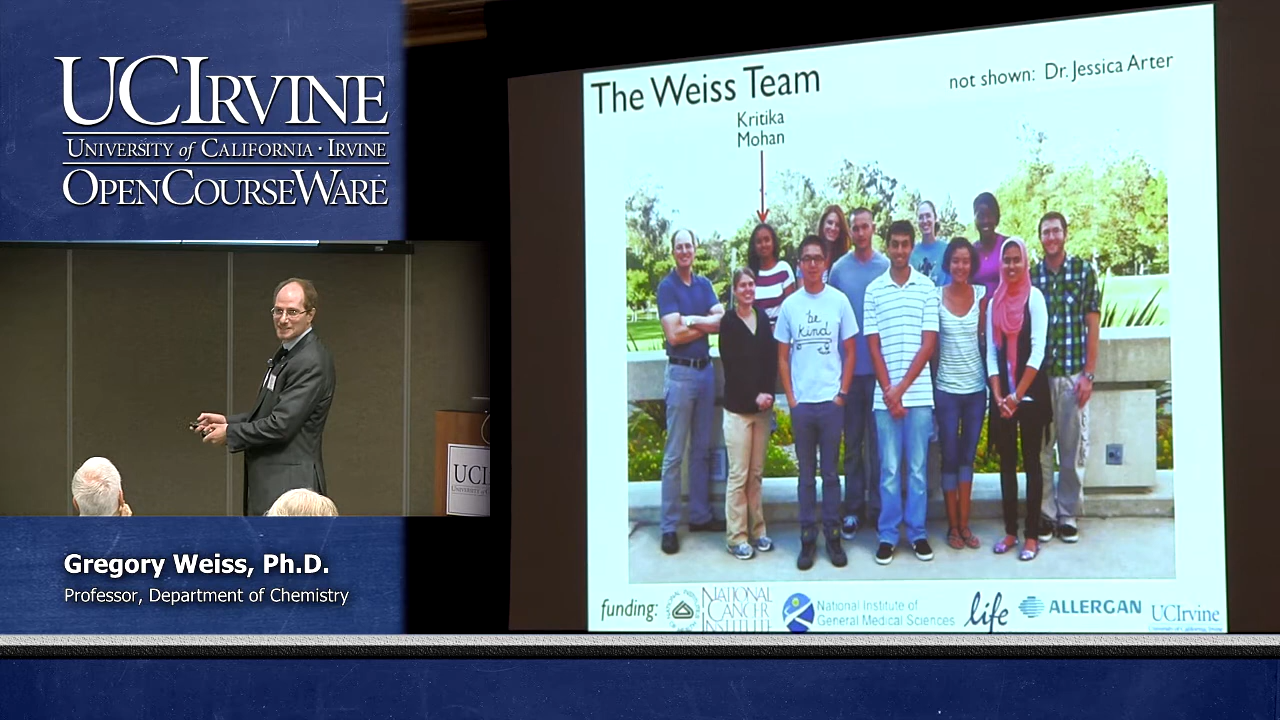 UCIRVINE
UNIVERSITY of CALIFORNIA · IRVINE
OPENCOURSEWARE
The Weiss Team
not shown: Dr. Jessica Arter
Kritika
Mohan
be
kind
UCI
Gregory Weiss, Ph.D.
Professor, Department of Chemistry
funding:
NATIONAL
CANCER
INSTITUTE
National Institute of
General Medical Sciences
life
ALLERGAN
UCIrvine